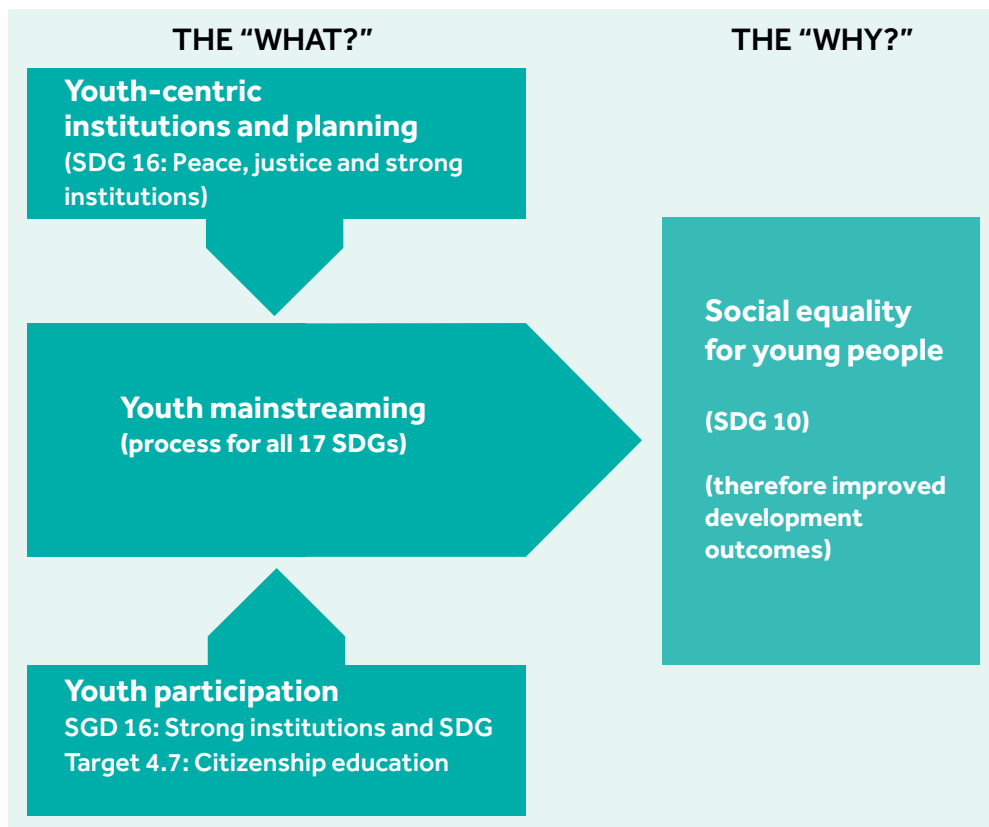 THE “WHAT?”
THE “WHY?”
Youth-centric
institutions and planning
(SDG 16: Peace, justice and strong
institutions)
Youth mainstreaming
(process for all 17 SDGs)
Youth participation
SGD 16: Strong institutions and SDG
Target 4.7: Citizenship education
Social equality
for young people
(SDG 10)
(therefore improved
development
outcomes)